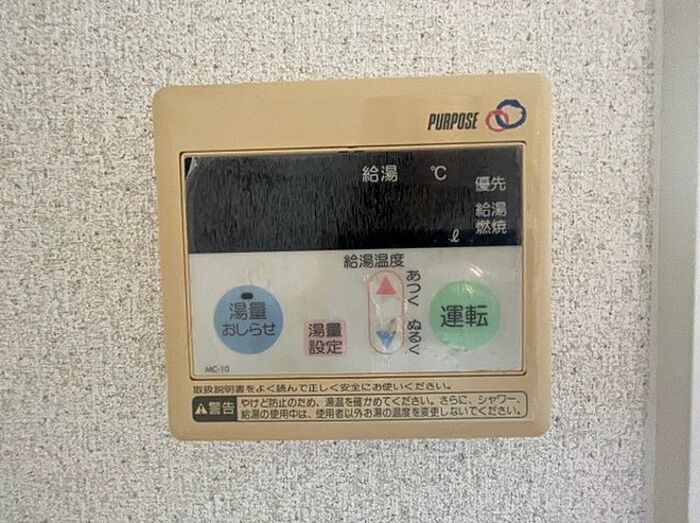 PURPOSE
給湯 ℃
優先
給湯
燃焼
ℓ
給湯温度
あつく
ぬるく
湯量
おしらせ
湯量
設定
運転
MC-10
取扱説明書をよく読んで正しく安全にお使いください。
警告
やけど防止のため、湯温を確かめてください。さらに、シャワー、
給湯の使用中は、使用者以外お湯の温度を変更しないでください。